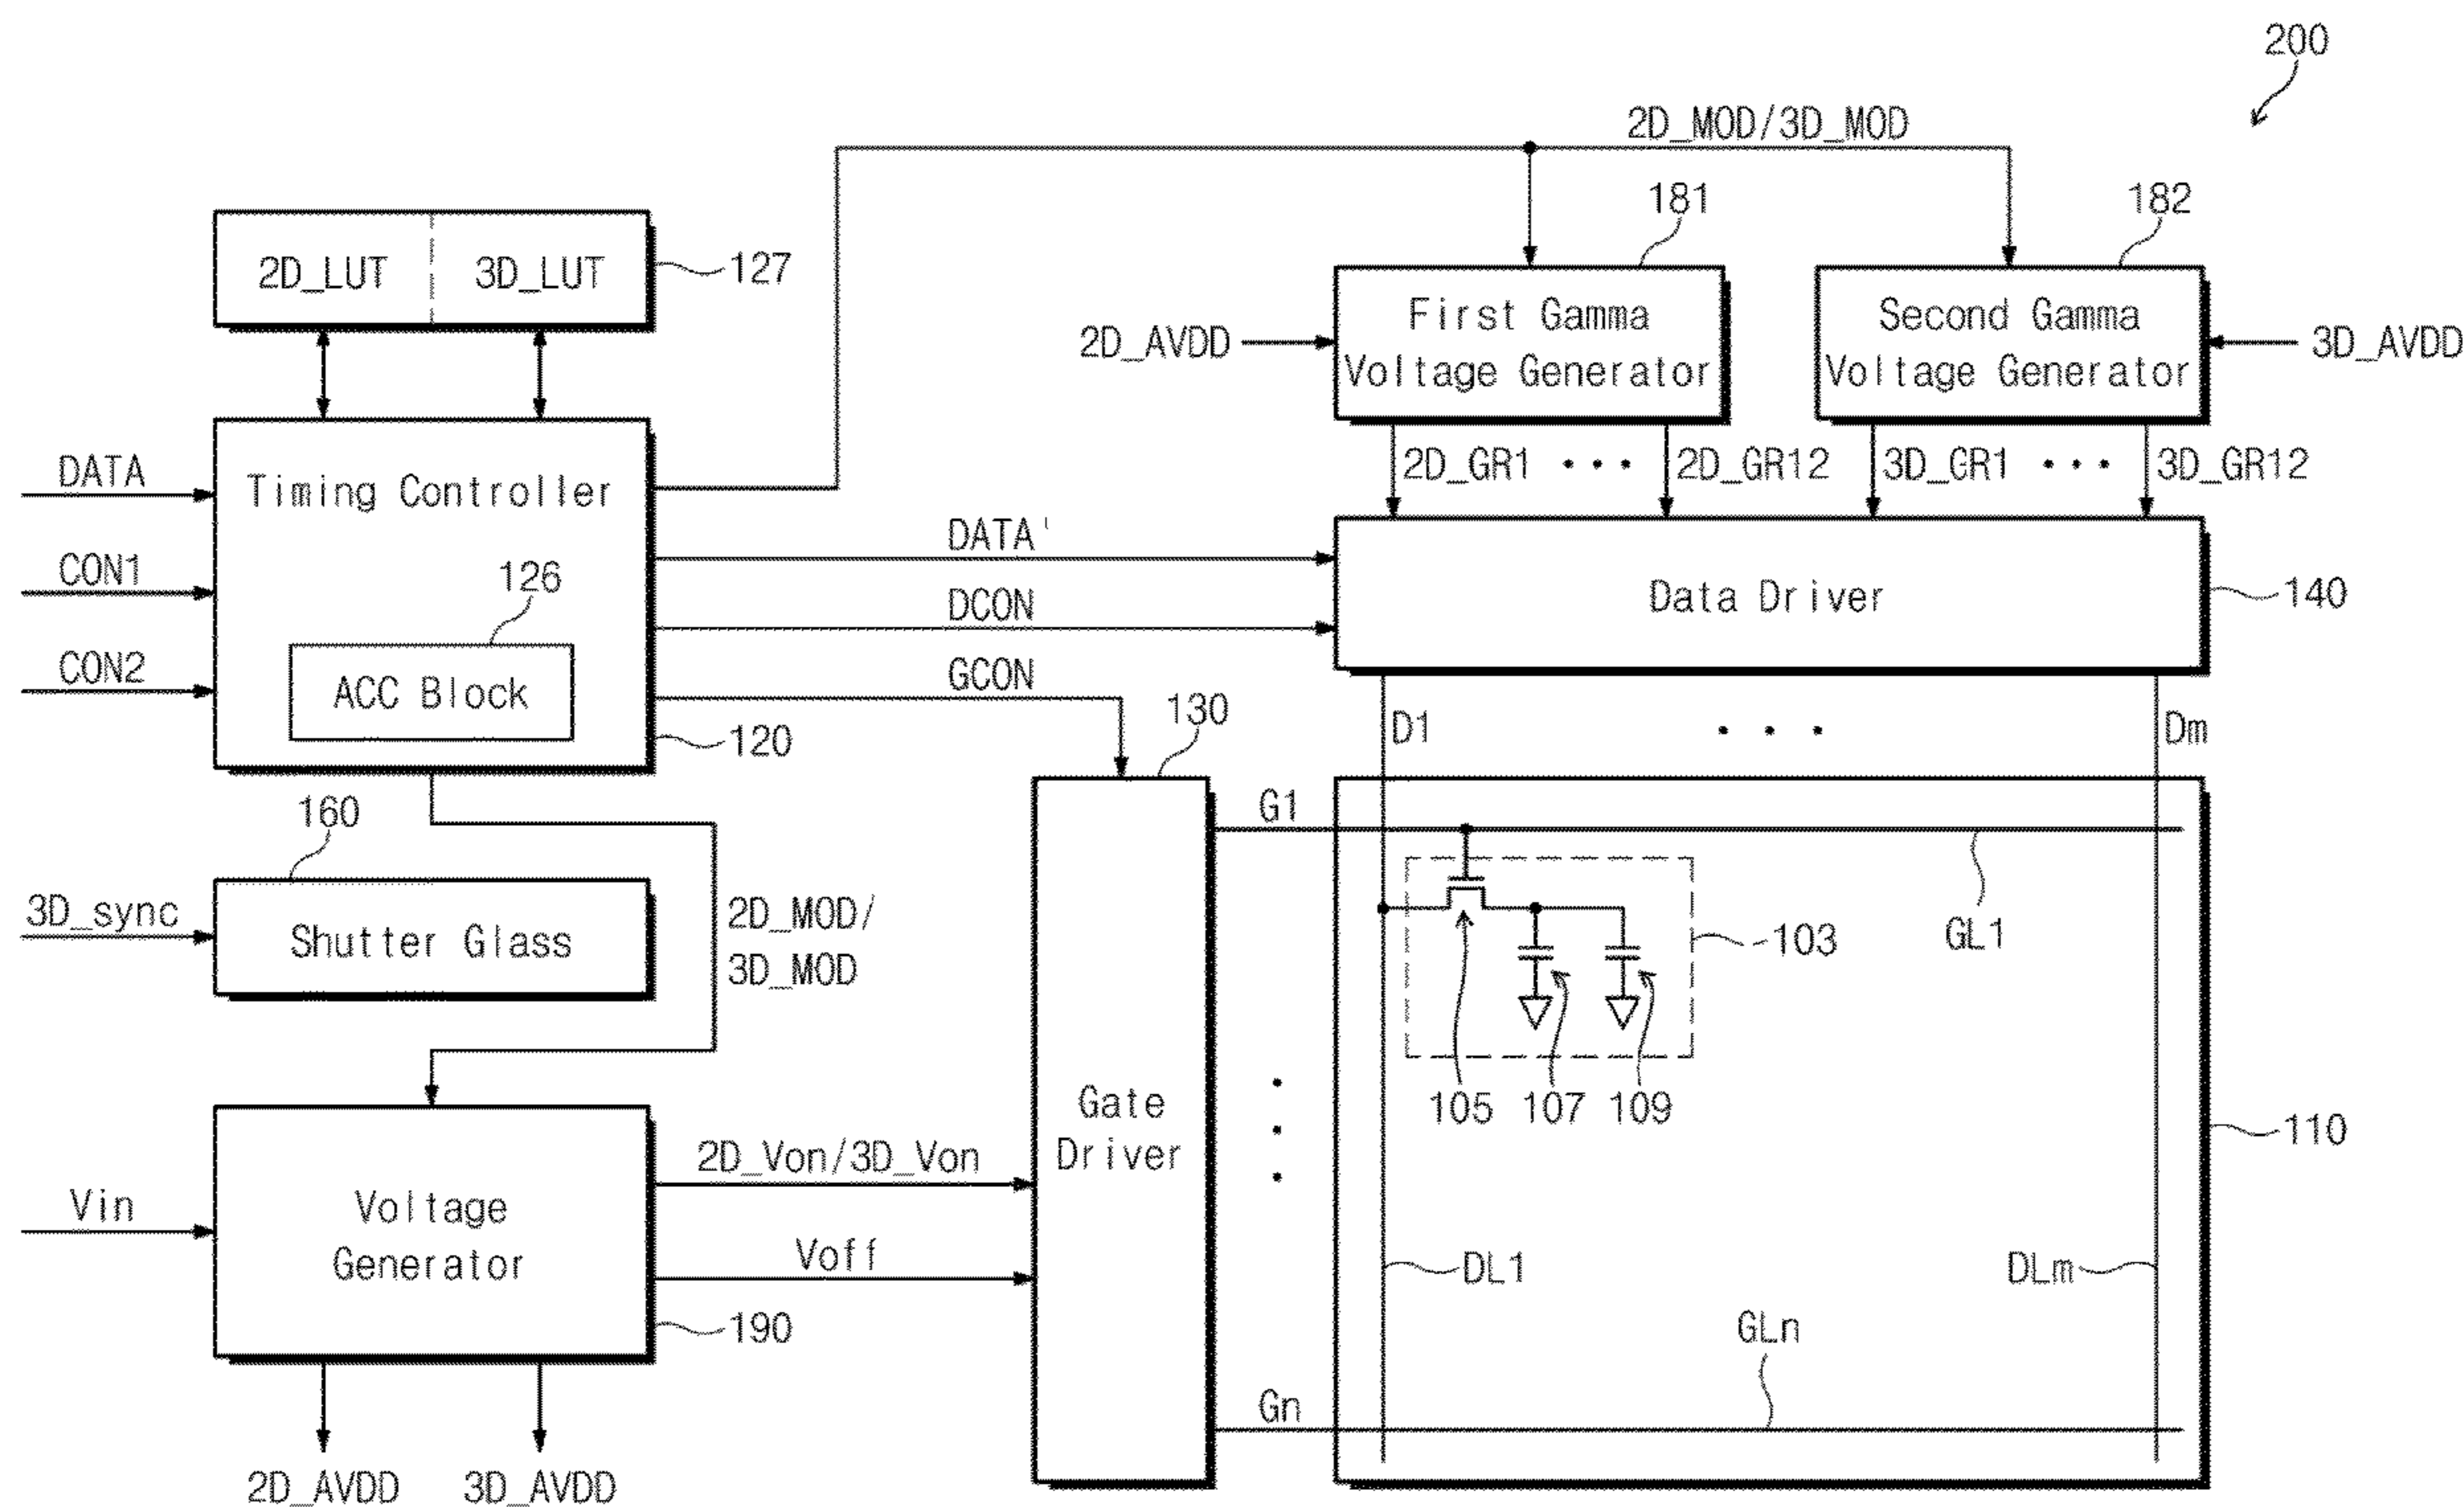 200
2D_MOD/3D_MOD
181
182
2D_LUT
3D_LUT
127
First Gamma
Voltage Generator
Second Gamma
Voltage Generator
2D_AVDD
3D_AVDD
2D_GR1
2D_GR12
3D_GR1
3D_GR12
DATA
CON1
CON2
Timing Controller
126
ACC Block
120
DATA'
DCON
GCON
Data Driver
140
130
D1
Dm
160
3D_sync
Shutter Glass
2D_MOD/
3D_MOD
G1
GL1
103
105
107
109
Gate
Driver
110
Vin
Voltage
Generator
190
2D_Von/3D_Von
Voff
DL1
DLm
GLn
Gn
2D_AVDD
3D_AVDD